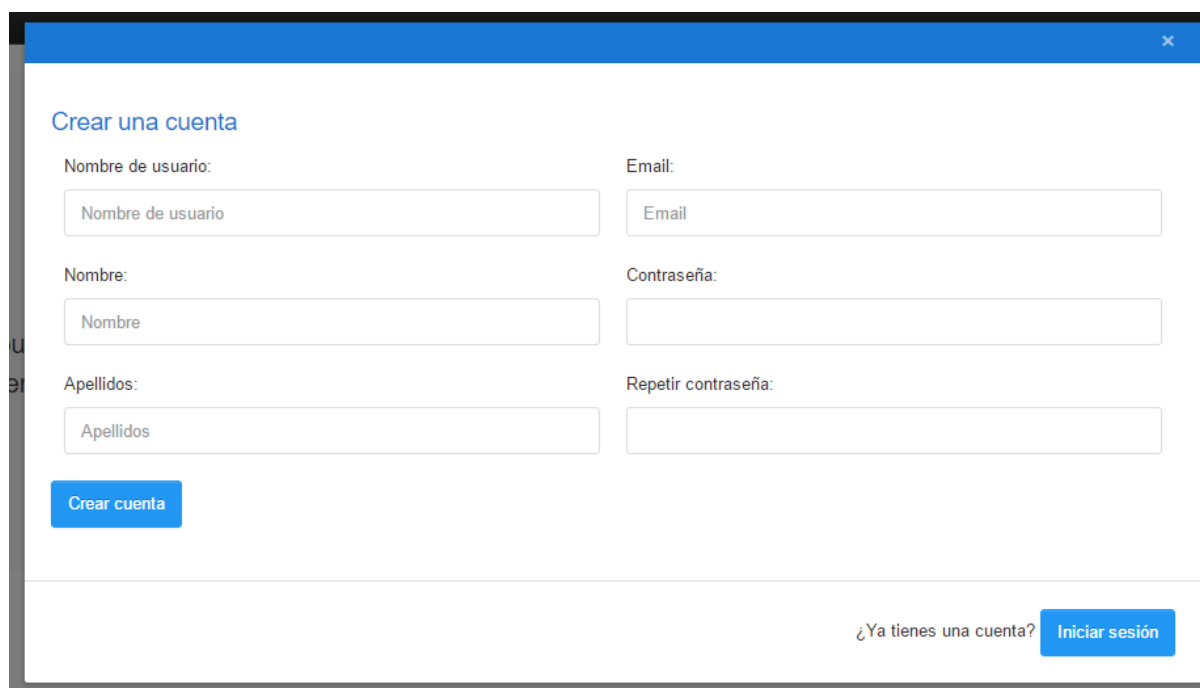 ×
Crear una cuenta
Nombre de usuario: Email:
Nombre de usuario Email
Nombre: Contraseña:
Nombre
Apellidos: Repetir contraseña:
Apellidos
Crear cuenta
¿Ya tienes una cuenta? Iniciar sesión